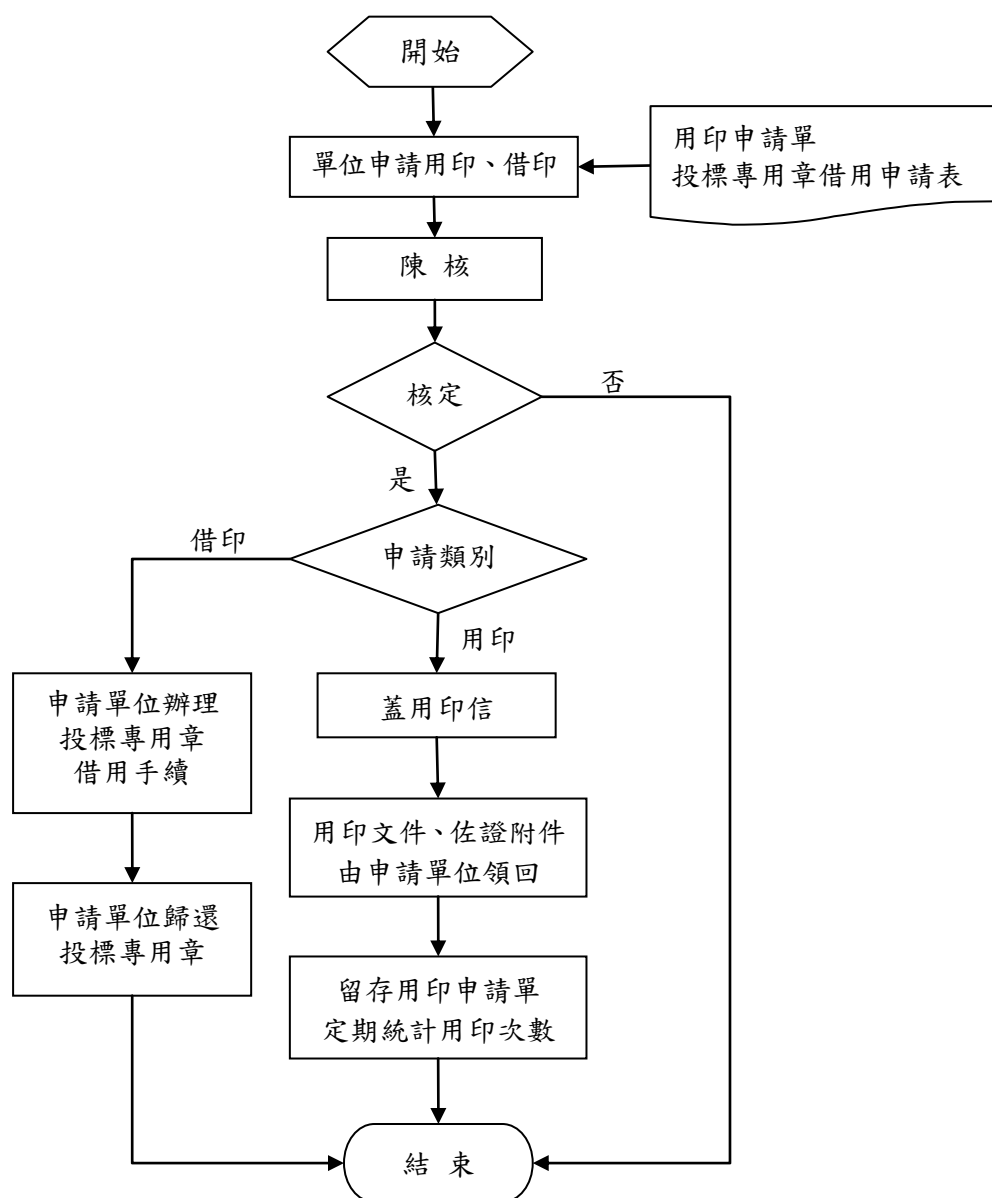 開始
單位申請用印、借印
用印申請單
投標專用章借用申請表
陳 核
核定
否
是
申請類別
借印
用印
申請單位辦理
投標專用章
借用手續
蓋用印信
用印文件、佐證附件
由申請單位領回
申請單位歸還
投標專用章
留存用印申請單
定期統計用印次數
結 束